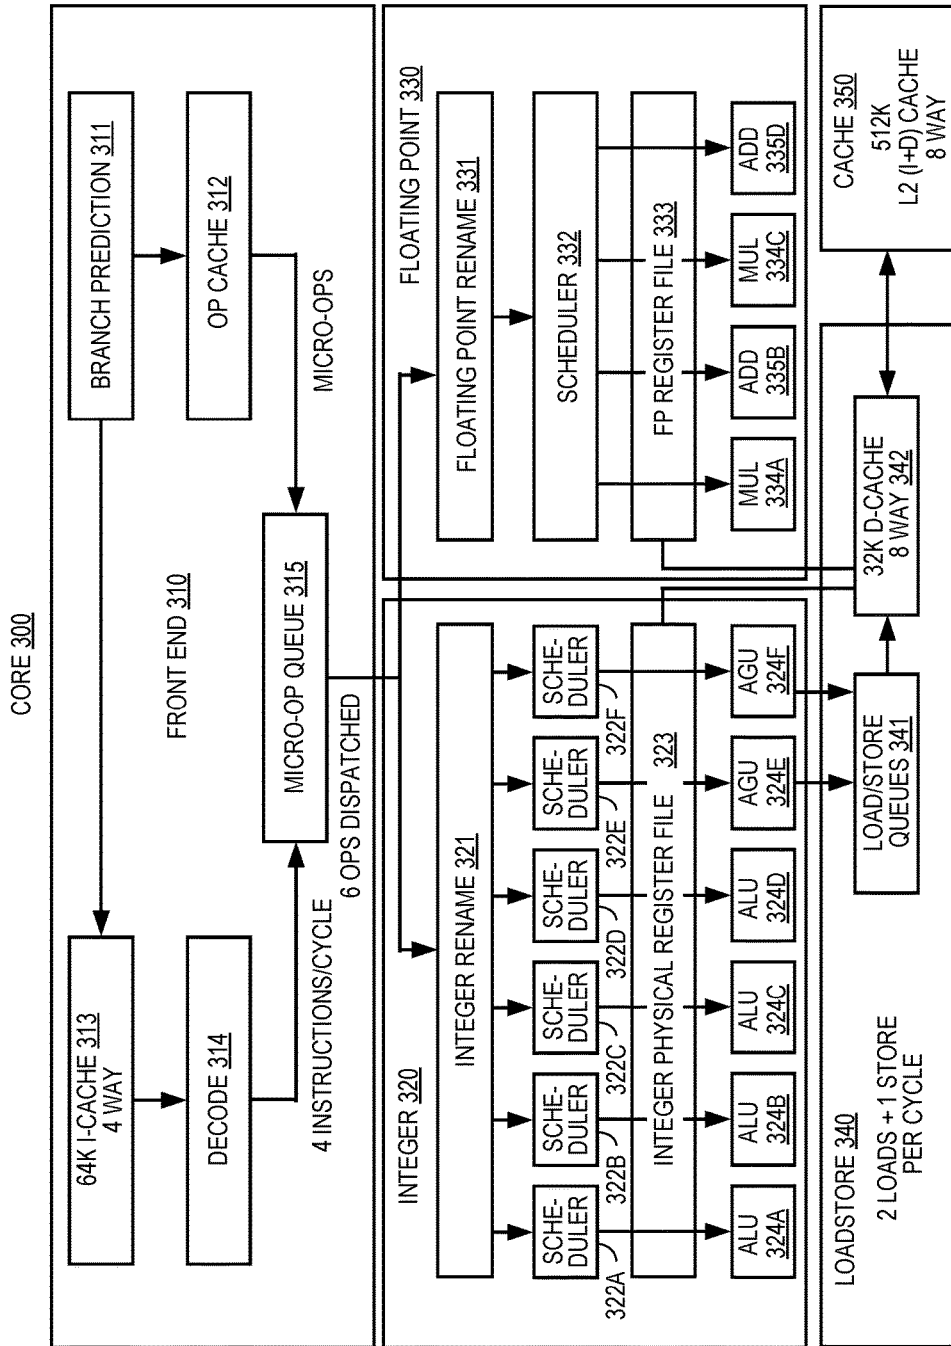 CORE 300
FRONT END 310
64K I-CACHE 313
4 WAY
BRANCH PREDICTION 311
DECODE 314
OP CACHE 312
4 INSTRUCTIONS/CYCLE
MICRO-OPS
MICRO-OP QUEUE 315
6 OPS DISPATCHED
INTEGER 320
FLOATING POINT 330
INTEGER RENAME 321
FLOATING POINT RENAME 331
SCHE-
DULER
SCHE-
DULER
SCHE-
DULER
SCHE-
DULER
SCHE-
DULER
SCHE-
DULER
SCHEDULER 332
322A
322B
322C
322D
322E
322F
INTEGER PHYSICAL REGISTER FILE 323
FP REGISTER FILE 333
ALU
324A
ALU
324B
ALU
324C
ALU
324D
AGU
324E
AGU
324F
MUL
334A
ADD
335B
MUL
334C
ADD
335D
LOADSTORE 340
2 LOADS + 1 STORE
PER CYCLE
LOAD/STORE
QUEUES 341
32K D-CACHE
8 WAY 342
CACHE 350
512K
L2 (I+D) CACHE
8 WAY